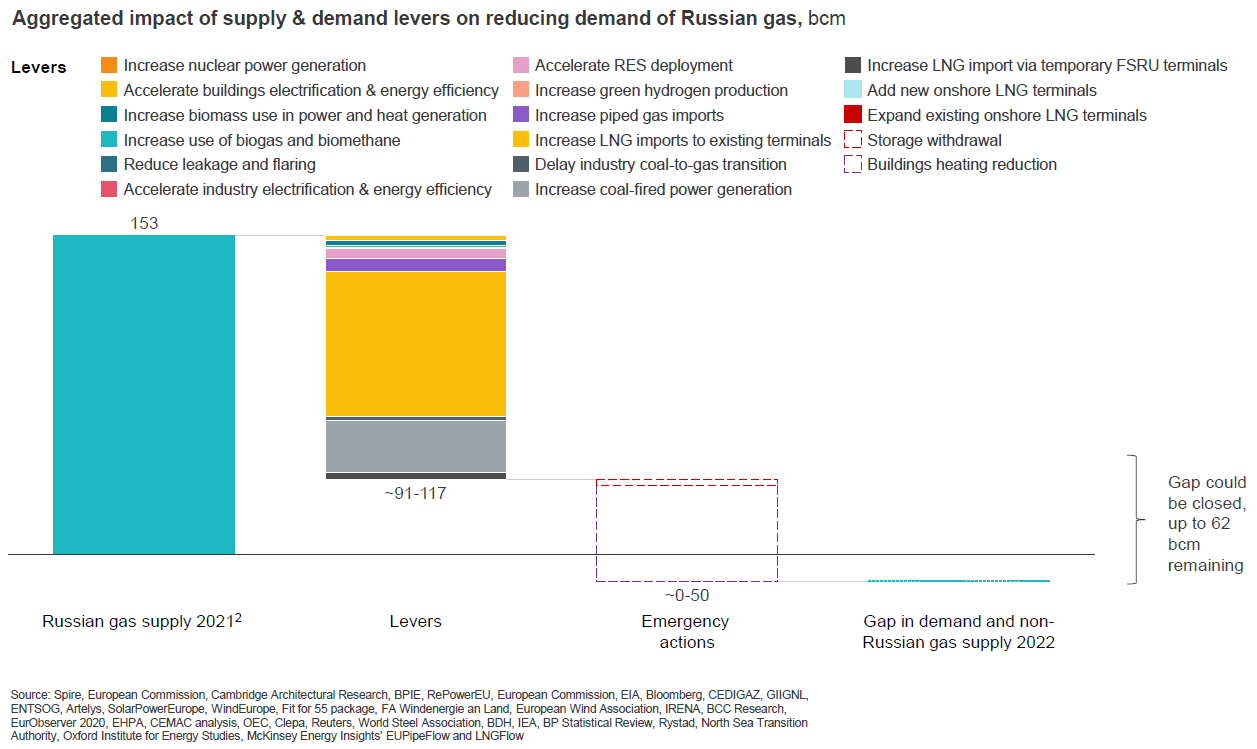 Aggregated impact of supply & demand levers on reducing demand of Russian gas, bcm
Levers
Increase nuclear power generation
Accelerate buildings electrification & energy efficiency
Increase biomass use in power and heat generation
Increase use of biogas and biomethane
Reduce leakage and flaring
Accelerate industry electrification & energy efficiency
Accelerate RES deployment
Increase green hydrogen production
Increase piped gas imports
Increase LNG imports to existing terminals
Delay industry coal-to-gas transition
Increase coal-fired power generation
Increase LNG import via temporary FSRU terminals
Add new onshore LNG terminals
Expand existing onshore LNG terminals
Storage withdrawal
Buildings heating reduction
153
~91-117
~0-50
Gap could
be closed,
up to 62
bcm
remaining
Russian gas supply 2021²
Levers
Emergency
actions
Gap in demand and non-
Russian gas supply 2022
Source: Spire, European Commission, Cambridge Architectural Research, BPIE, RePowerEU, European Commission, EIA, Bloomberg, CEDIGAZ, GIIGNL,
ENTSOG, Artelys, SolarPowerEurope, WindEurope, Fit for 55 package, FA Windenergie an Land, European Wind Association, IRENA, BCC Research,
EurObserver 2020, EHPA, CEMAC analysis, OEC, Clepa, Reuters, World Steel Association, BDH, IEA, BP Statistical Review, Rystad, North Sea Transition
Authority, Oxford Institute for Energy Studies, McKinsey Energy Insights' EUPipeFlow and LNGFlow